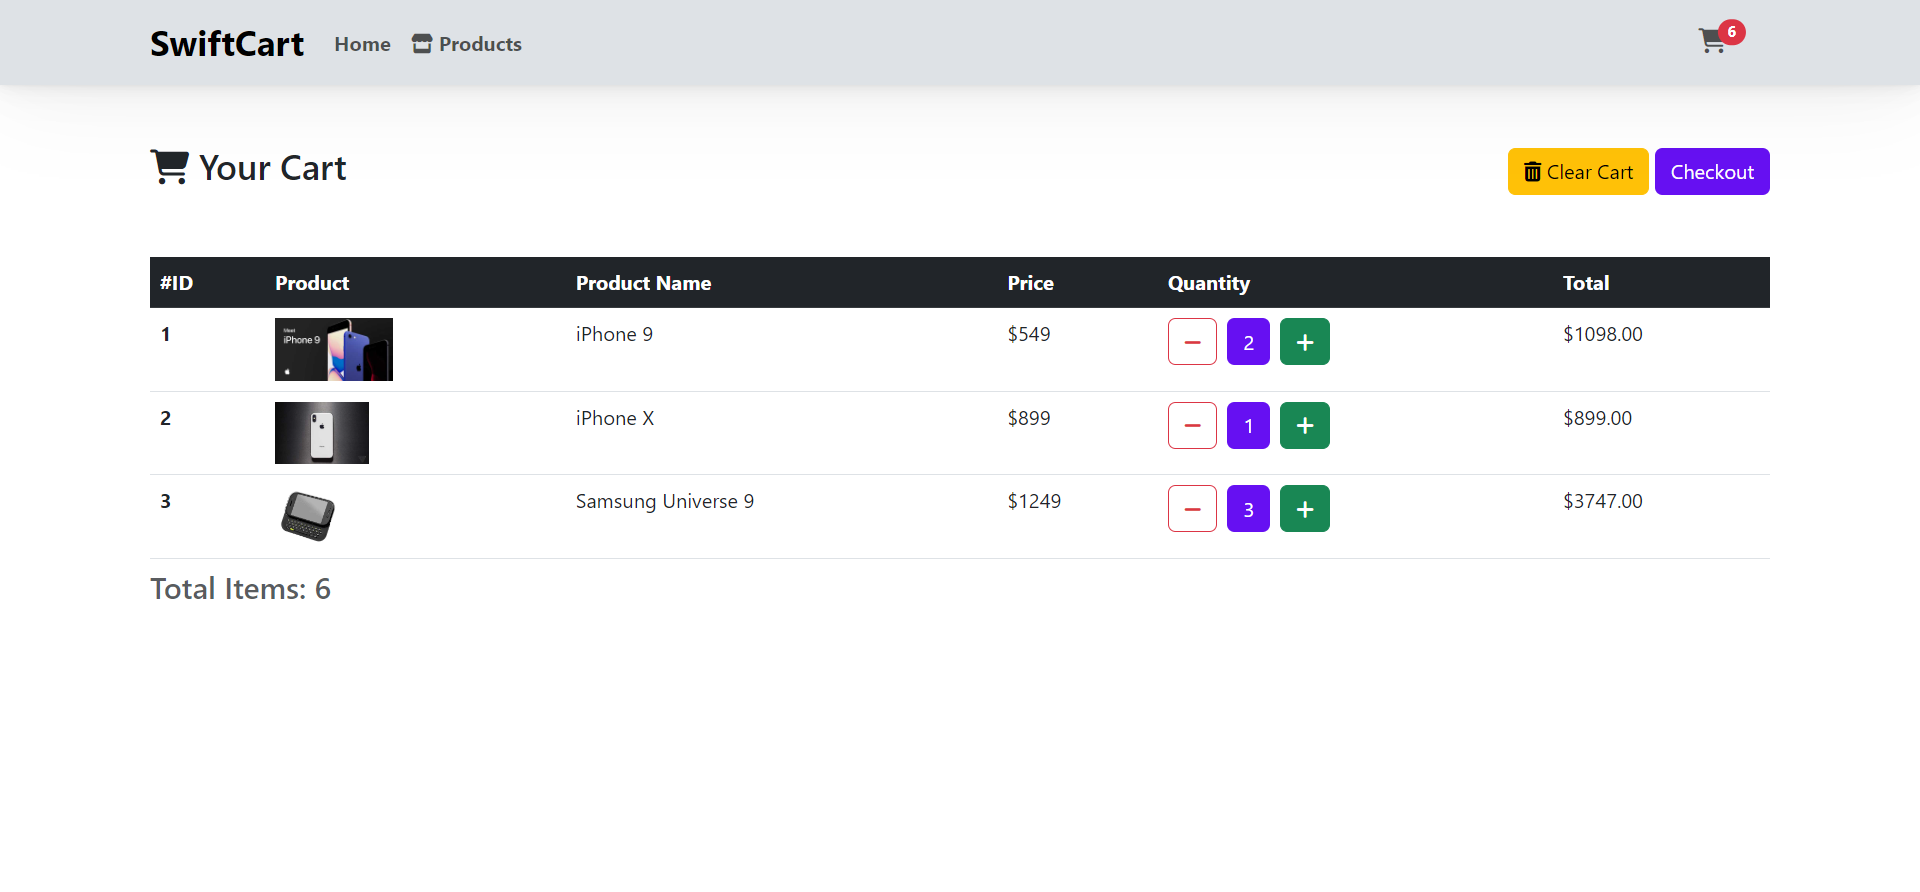 SwiftCart Home Products 6
Your Cart Clear Cart Checkout
#ID Product Product Name Price Quantity Total
1 Meet iPhone 9 iPhone 9 $549 2 $1098.00
2 iPhone X $899 1 $899.00
3 Samsung Universe 9 $1249 3 $3747.00
Total Items: 6